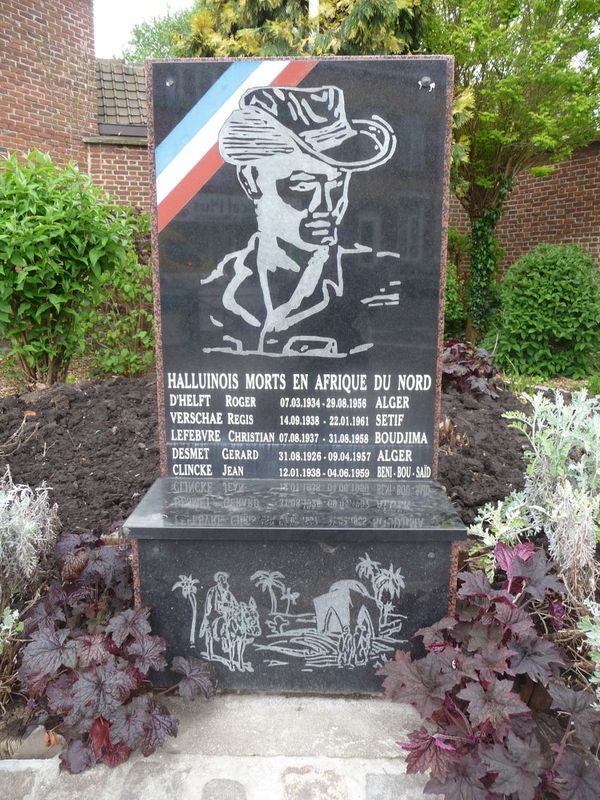 HALLUINOIS MORTS EN AFRIQUE DU NORD
D'HELFT ROGER 07.03.1934 - 29.08.1956 ALGER
VERSCHAE REGIS 14.09.1938 - 22.01.1961 SETIF
LEFEBVRE CHRISTIAN 07.08.1937 - 31.08.1958 BOUDJIMA
DESMET GERARD 31.08.1926 - 09.04.1957 ALGER
CLINCKE JEAN 12.01.1938 - 04.06.1959 BENI - BOU - SAÏD